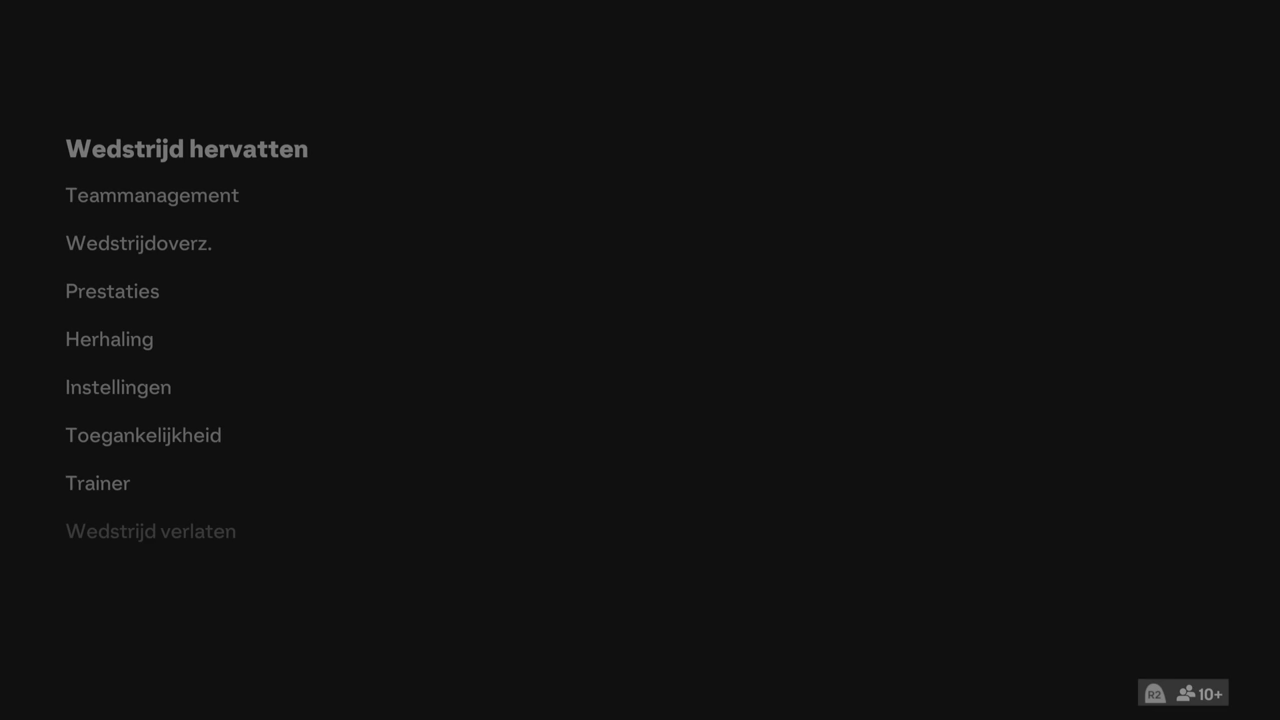 Wedstrijd hervatten
Teammanagement
Wedstrijdoverz.
Prestaties
Herhaling
Instellingen
Toegankelijkheid
Trainer
Wedstrijd verlaten
R2 10+